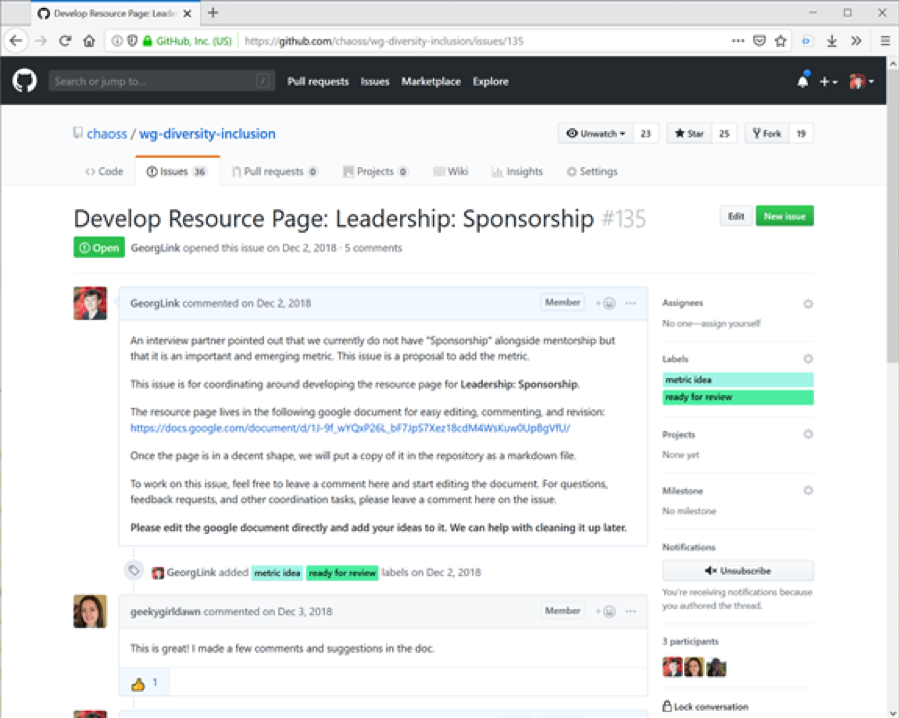 Develop Resource Page: Leade
GitHub, Inc. (US) https://github.com/chaoss/wg-diversity-inclusion/issues/135
Search or jump to... / Pull requests Issues Marketplace Explore
chaoss / wg-diversity-inclusion
Unwatch 23 Star 25 Fork 19
Code Issues 36 Pull requests 0 Projects 0 Wiki Insights Settings
Develop Resource Page: Leadership: Sponsorship #135
Edit New issue
Open GeorgLink opened this issue on Dec 2, 2018 · 5 comments
GeorgLink commented on Dec 2, 2018 Member
An interview partner pointed out that we currently do not have "Sponsorship" alongside mentorship but
that it is an important and emerging metric. This issue is a proposal to add the metric.
This issue is for coordinating around developing the resource page for Leadership: Sponsorship.
The resource page lives in the following google document for easy editing, commenting, and revision:
Once the page is in a decent shape, we will put a copy of it in the repository as a markdown file.
To work on this issue, feel free to leave a comment here and start editing the document. For questions,
feedback requests, and other coordination tasks, please leave a comment here on the issue.
Please edit the google document directly and add your ideas to it. We can help with cleaning it up later.
GeorgLink added metric idea ready for review labels on Dec 2, 2018
geekygirldawn commented on Dec 3, 2018 Member
This is great! I made a few comments and suggestions in the doc.
1
Assignees
No one—assign yourself
Labels
metric idea
ready for review
Projects
None yet
Milestone
No milestone
Notifications
Unsubscribe
You're receiving notifications because
you authored the thread.
3 participants
Lock conversation